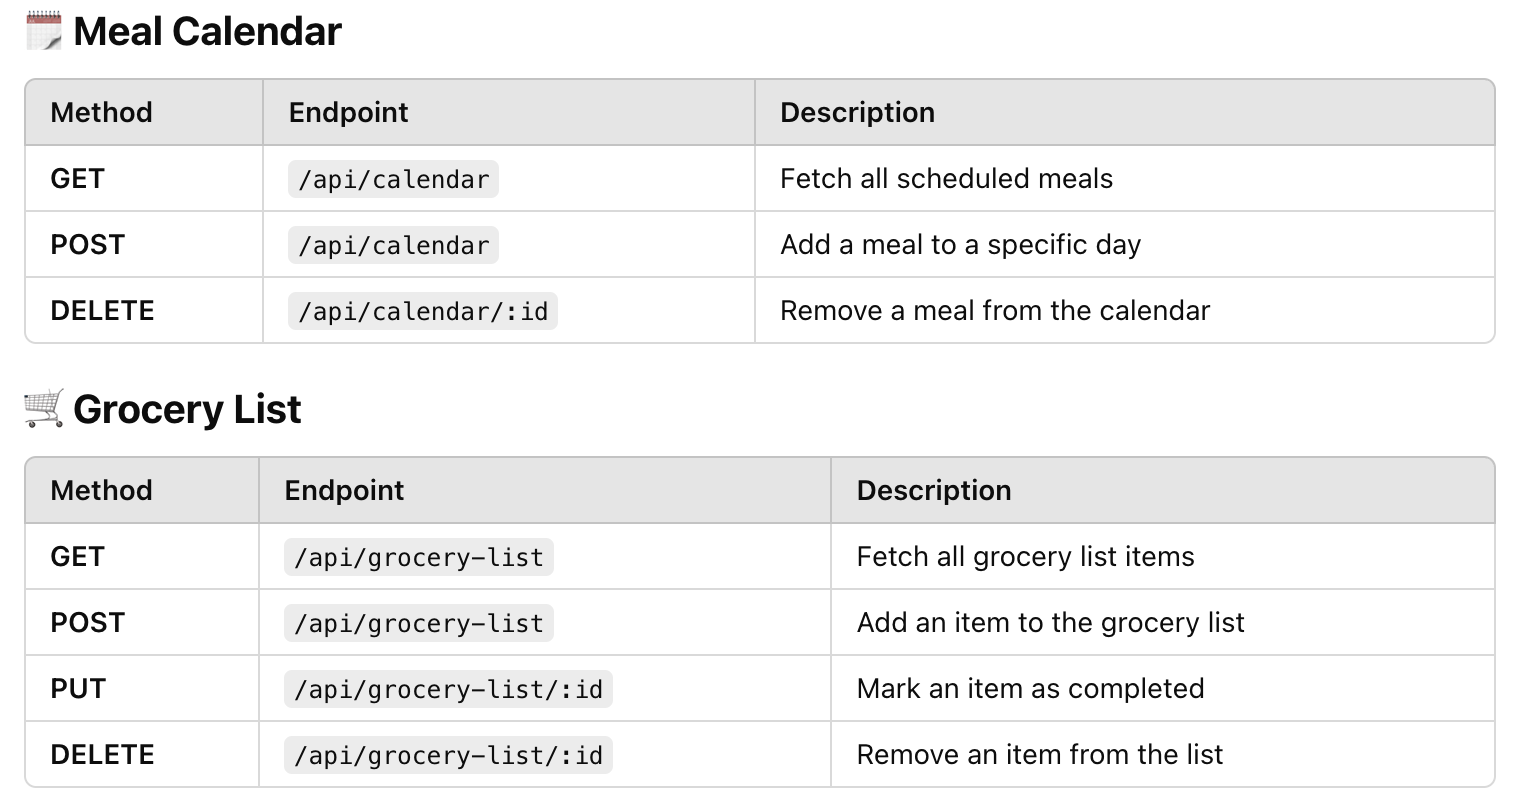 Meal Calendar
Method Endpoint Description
GET /api/calendar Fetch all scheduled meals
POST /api/calendar Add a meal to a specific day
DELETE /api/calendar/:id Remove a meal from the calendar
Grocery List
Method Endpoint Description
GET /api/grocery-list Fetch all grocery list items
POST /api/grocery-list Add an item to the grocery list
PUT /api/grocery-list/:id Mark an item as completed
DELETE /api/grocery-list/:id Remove an item from the list